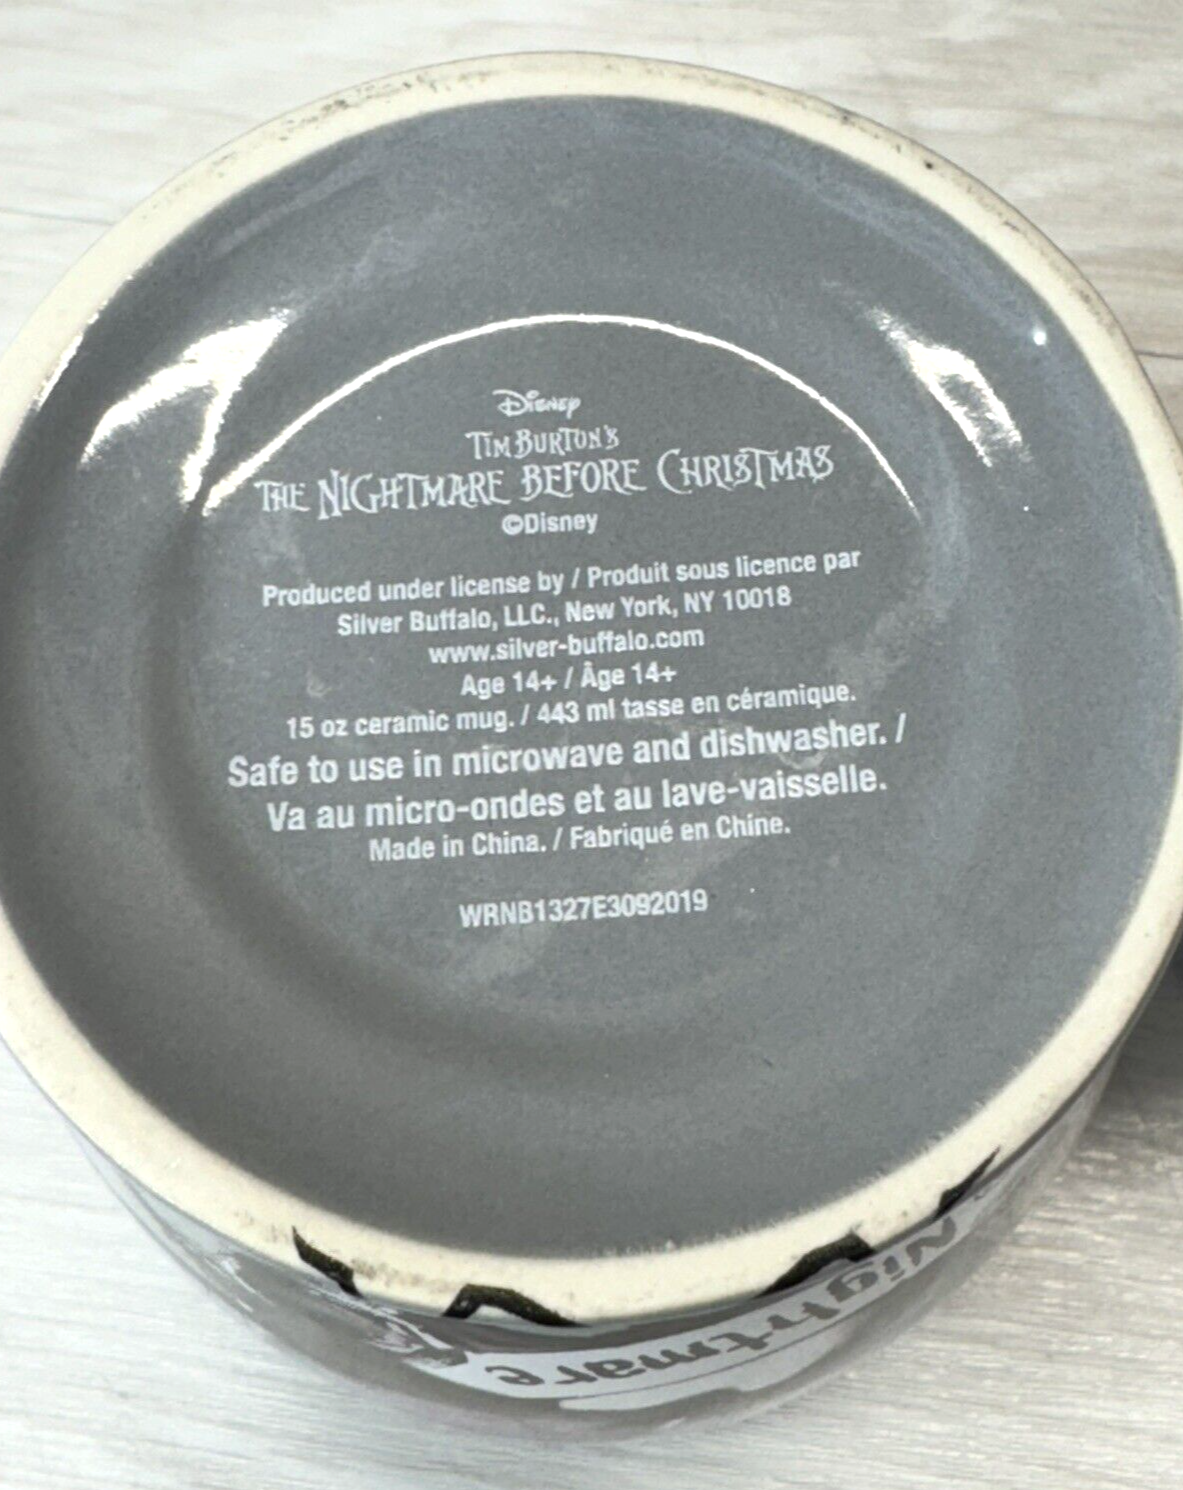 Disney
TIM BURTON'S
THE NIGHTMARE BEFORE CHRISTMAS
©Disney
Produced under license by / Produit sous licence par
Silver Buffalo, LLC., New York, NY 10018
www.silver-buffalo.com
Age 14+ / Âge 14+
15 oz ceramic mug. / 443 ml tasse en céramique.
Safe to use in microwave and dishwasher. /
Va au micro-ondes et au lave-vaisselle.
Made in China. / Fabriqué en Chine.
WRNB1327E3092019
Nightmare